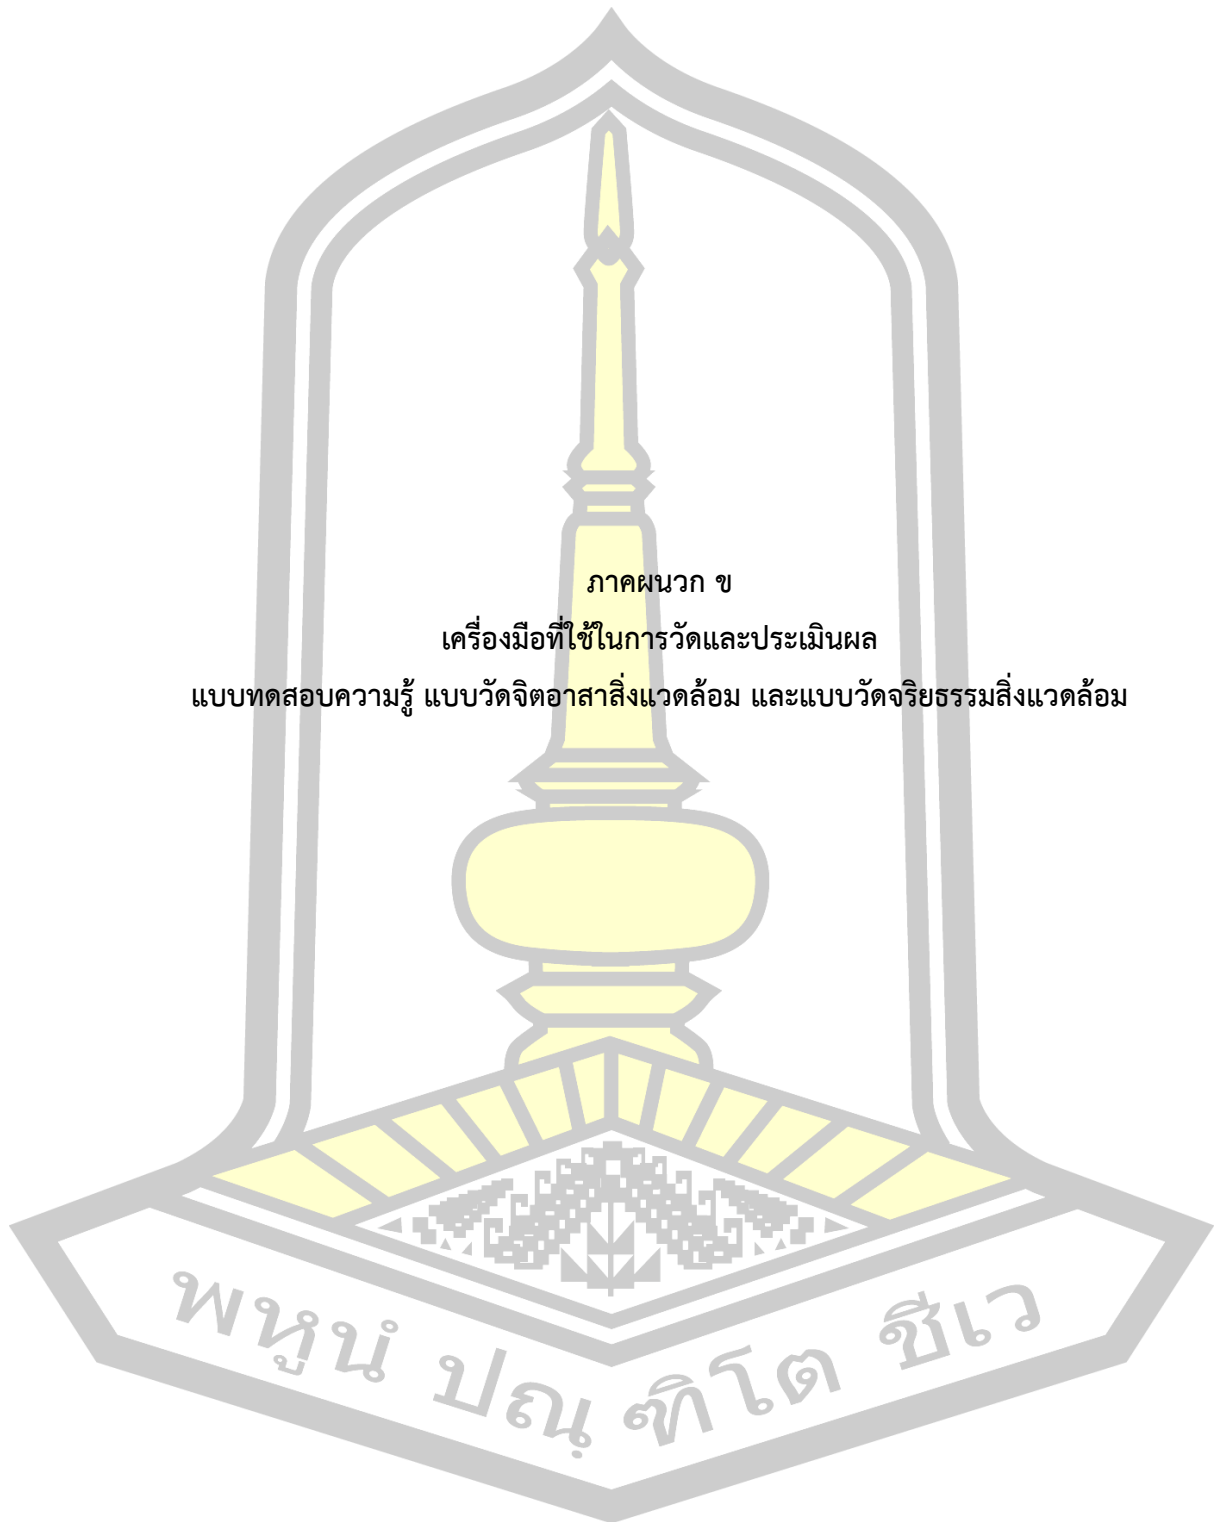 ภาคผนวก ข
เครื่องมือที่ใช้ในการวัดและประเมินผล
แบบทดสอบความรู้ แบบวัดจิตอาสาสิ่งแวดล้อม และแบบวัดจริยธรรมสิ่งแวดล้อม
พหูนํ ปณฺ ฑิโต ชีเว